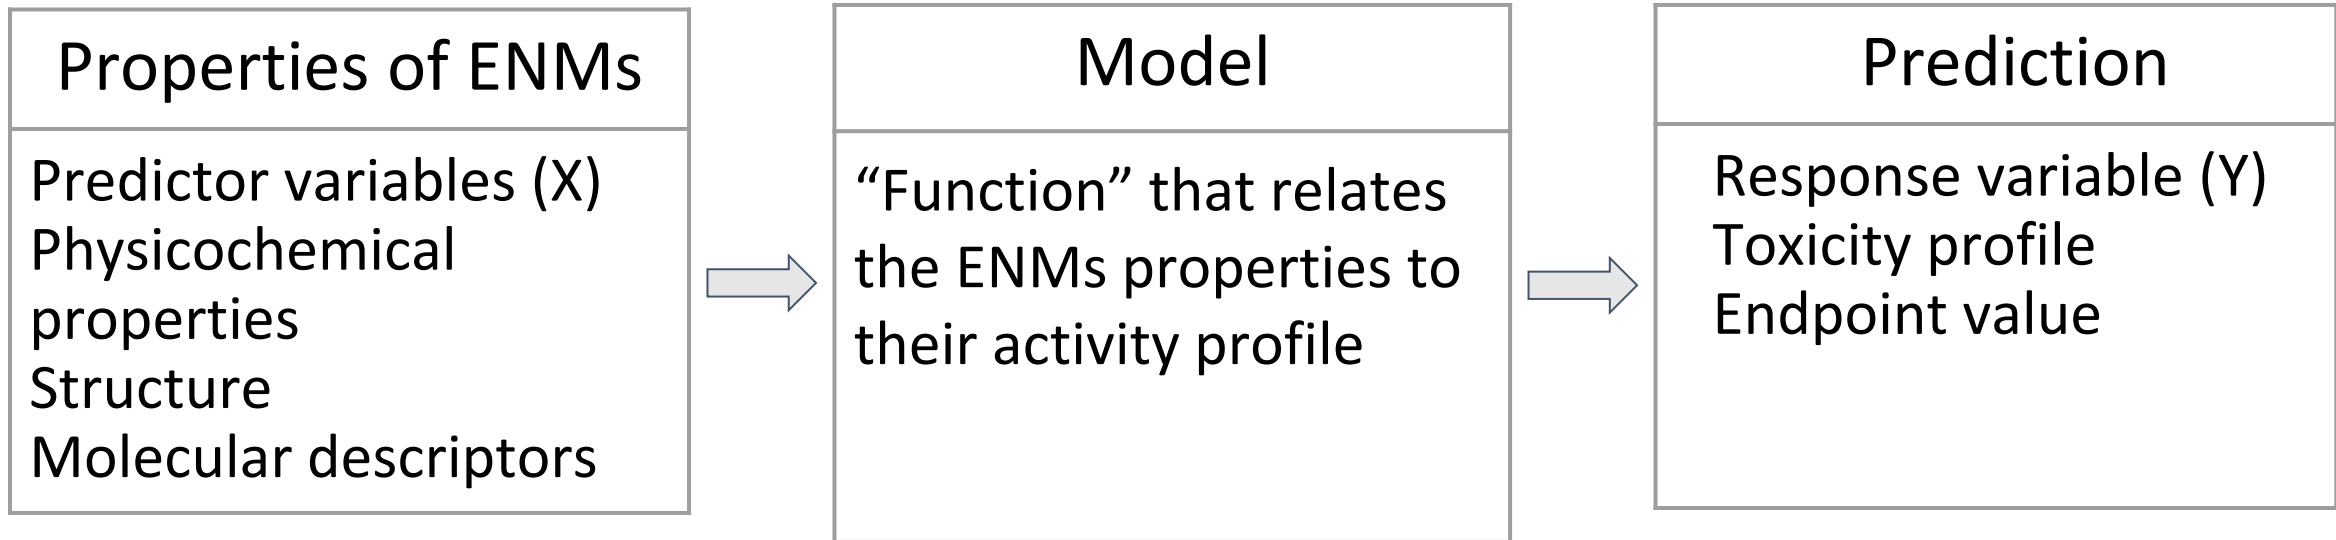 Properties of ENMs
Predictor variables (X)
Physicochemical
properties
Structure
Molecular descriptors
Model
“Function” that relates
the ENMs properties to
their activity profile
Prediction
Response variable (Y)
Toxicity profile
Endpoint value